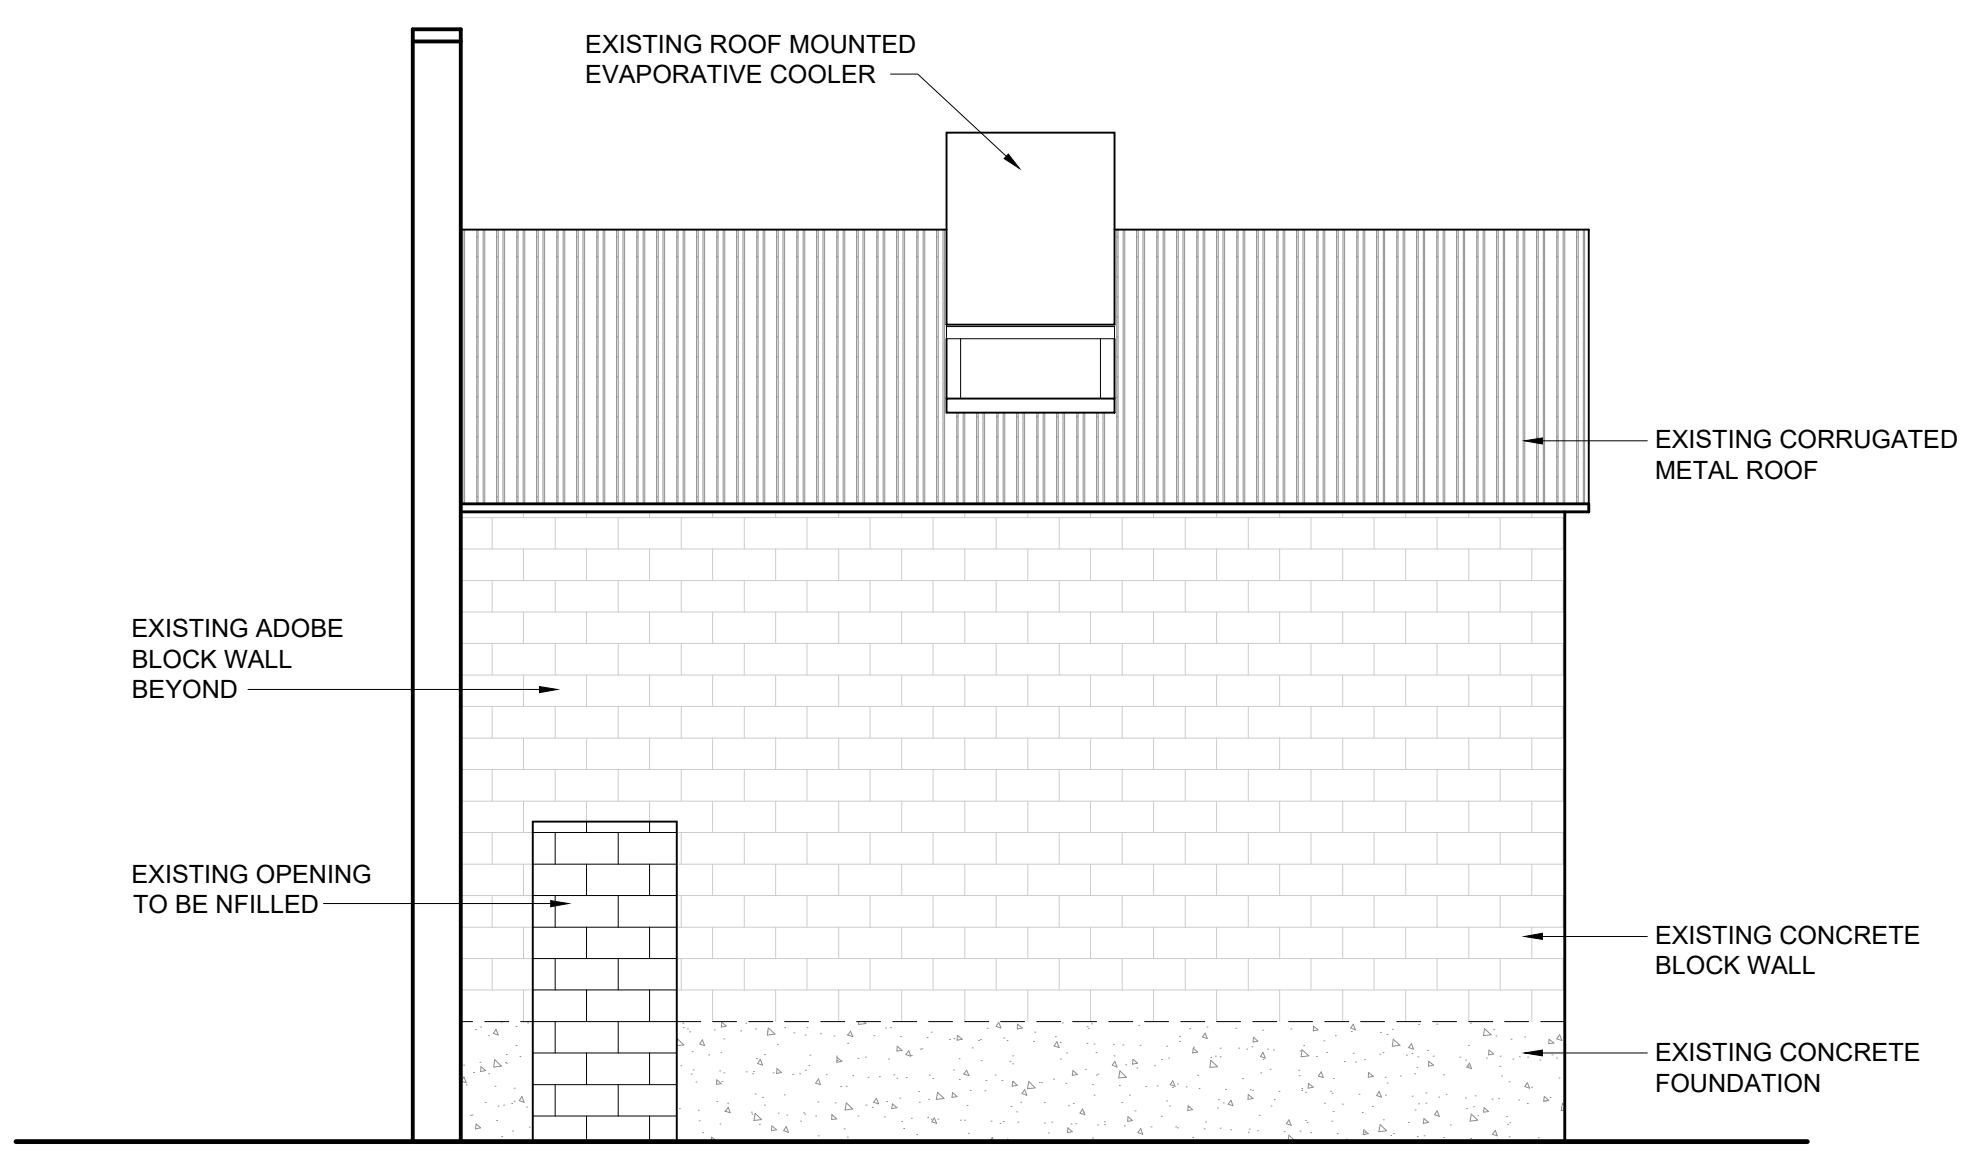 EXISTING ROOF MOUNTED
EVAPORATIVE COOLER
EXISTING CORRUGATED
METAL ROOF
EXISTING ADOBE
BLOCK WALL
BEYOND
EXISTING OPENING
TO BE NFILLED
EXISTING CONCRETE
BLOCK WALL
EXISTING CONCRETE
FOUNDATION